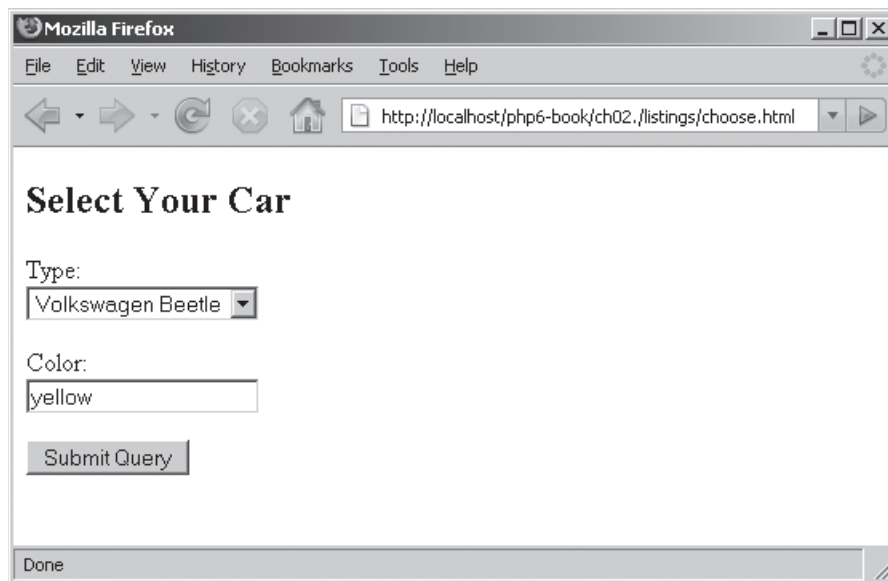 Mozilla Firefox
File Edit View History Bookmarks Tools Help
http://localhost/php6-book/ch02./listings/choose.html
Select Your Car
Type:
Volkswagen Beetle
Color:
yellow
Submit Query
Done